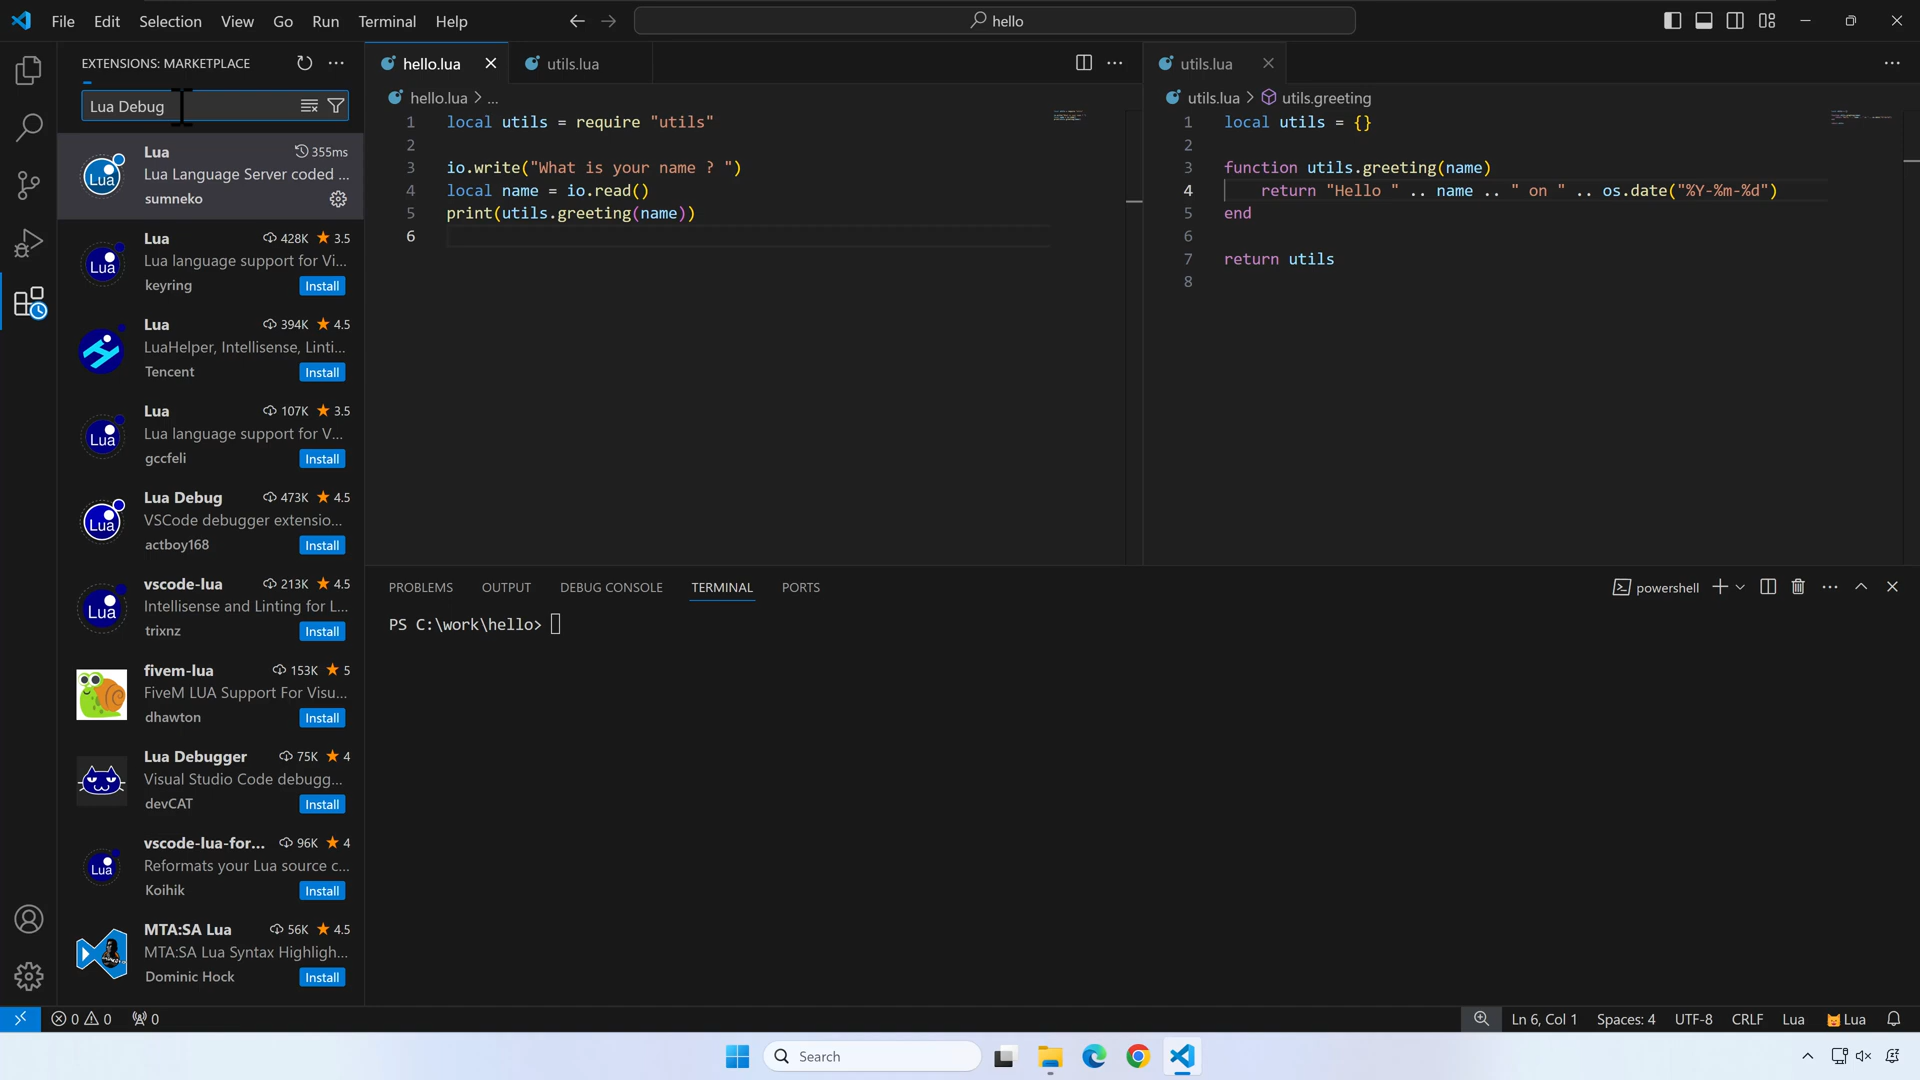 File Edit Selection View Go Run Terminal Help
hello
EXTENSIONS: MARKETPLACE
Lua Debug
Lua 355ms
Lua Language Server coded ...
sumneko
Lua 428K 3.5
Lua language support for Vi...
keyring Install
Lua 394K 4.5
LuaHelper, Intellisense, Linti...
Tencent Install
Lua 107K 3.5
Lua language support for V...
gccfeli Install
Lua Debug 473K 4.5
VSCode debugger extensio...
actboy168 Install
vscode-lua 213K 4.5
Intellisense and Linting for L...
trixnz Install
fivem-lua 153K 5
FiveM LUA Support For Visu...
dhawton Install
Lua Debugger 75K 4
Visual Studio Code debugg...
devCAT Install
vscode-lua-for... 96K 4
Reformats your Lua source c...
Koihik Install
MTA:SA Lua 56K 4.5
MTA:SA Lua Syntax Highligh...
Dominic Hock Install
hello.lua utils.lua
hello.lua > ...
1 local utils = require "utils"
2
3 io.write("What is your name ? ")
4 local name = io.read()
5 print(utils.greeting(name))
6
utils.lua
utils.lua > utils.greeting
1 local utils = {}
2
3 function utils.greeting(name)
4 return "Hello " .. name .. " on " .. os.date("%Y-%m-%d")
5 end
6
7 return utils
8
PROBLEMS OUTPUT DEBUG CONSOLE TERMINAL PORTS
powershell
PS C:\work\hello>
0 0 0
Ln 6, Col 1 Spaces: 4 UTF-8 CRLF Lua Lua
Search